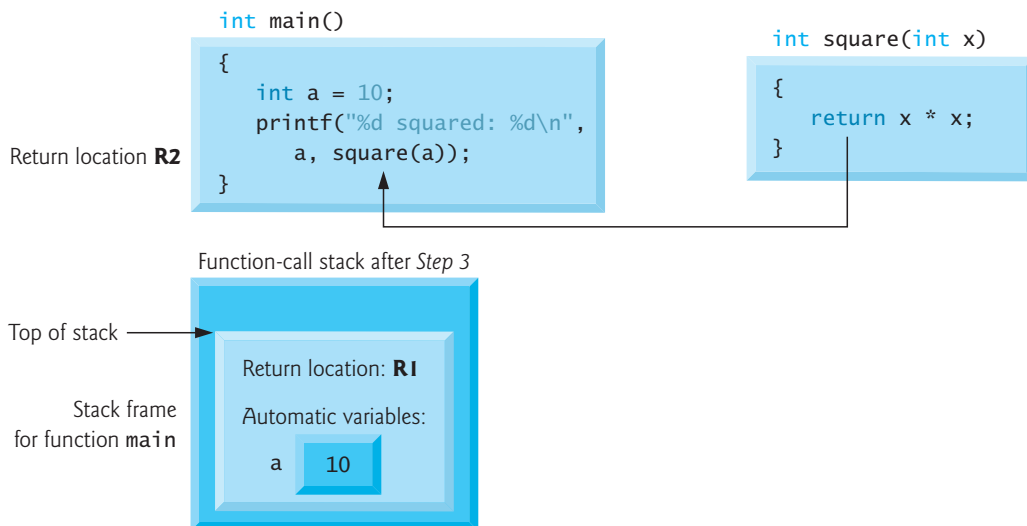 int main()
{
int a = 10;
printf("%d squared: %d\n",
a, square(a));
}
Return location R2
int square(int x)
{
return x * x;
}
Function-call stack after Step 3
Top of stack
Return location: R1
Automatic variables:
a 10
Stack frame
for function main